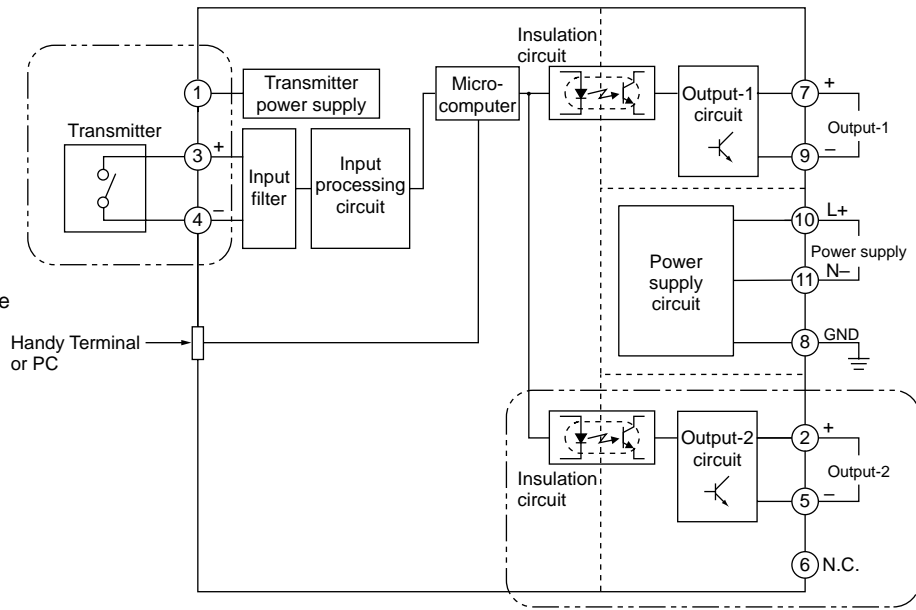 Insulation
circuit
1
Transmitter
power supply
Micro-
computer
Output-1
circuit
7
+
Output-1
9
−
Transmitter
3
+
4
−
Input
filter
Input
processing
circuit
Power
supply
circuit
10
L+
Power supply
11
N−
8
GND
e
Handy Terminal
or PC
Insulation
circuit
Output-2
circuit
2
+
Output-2
5
−
6
N.C.